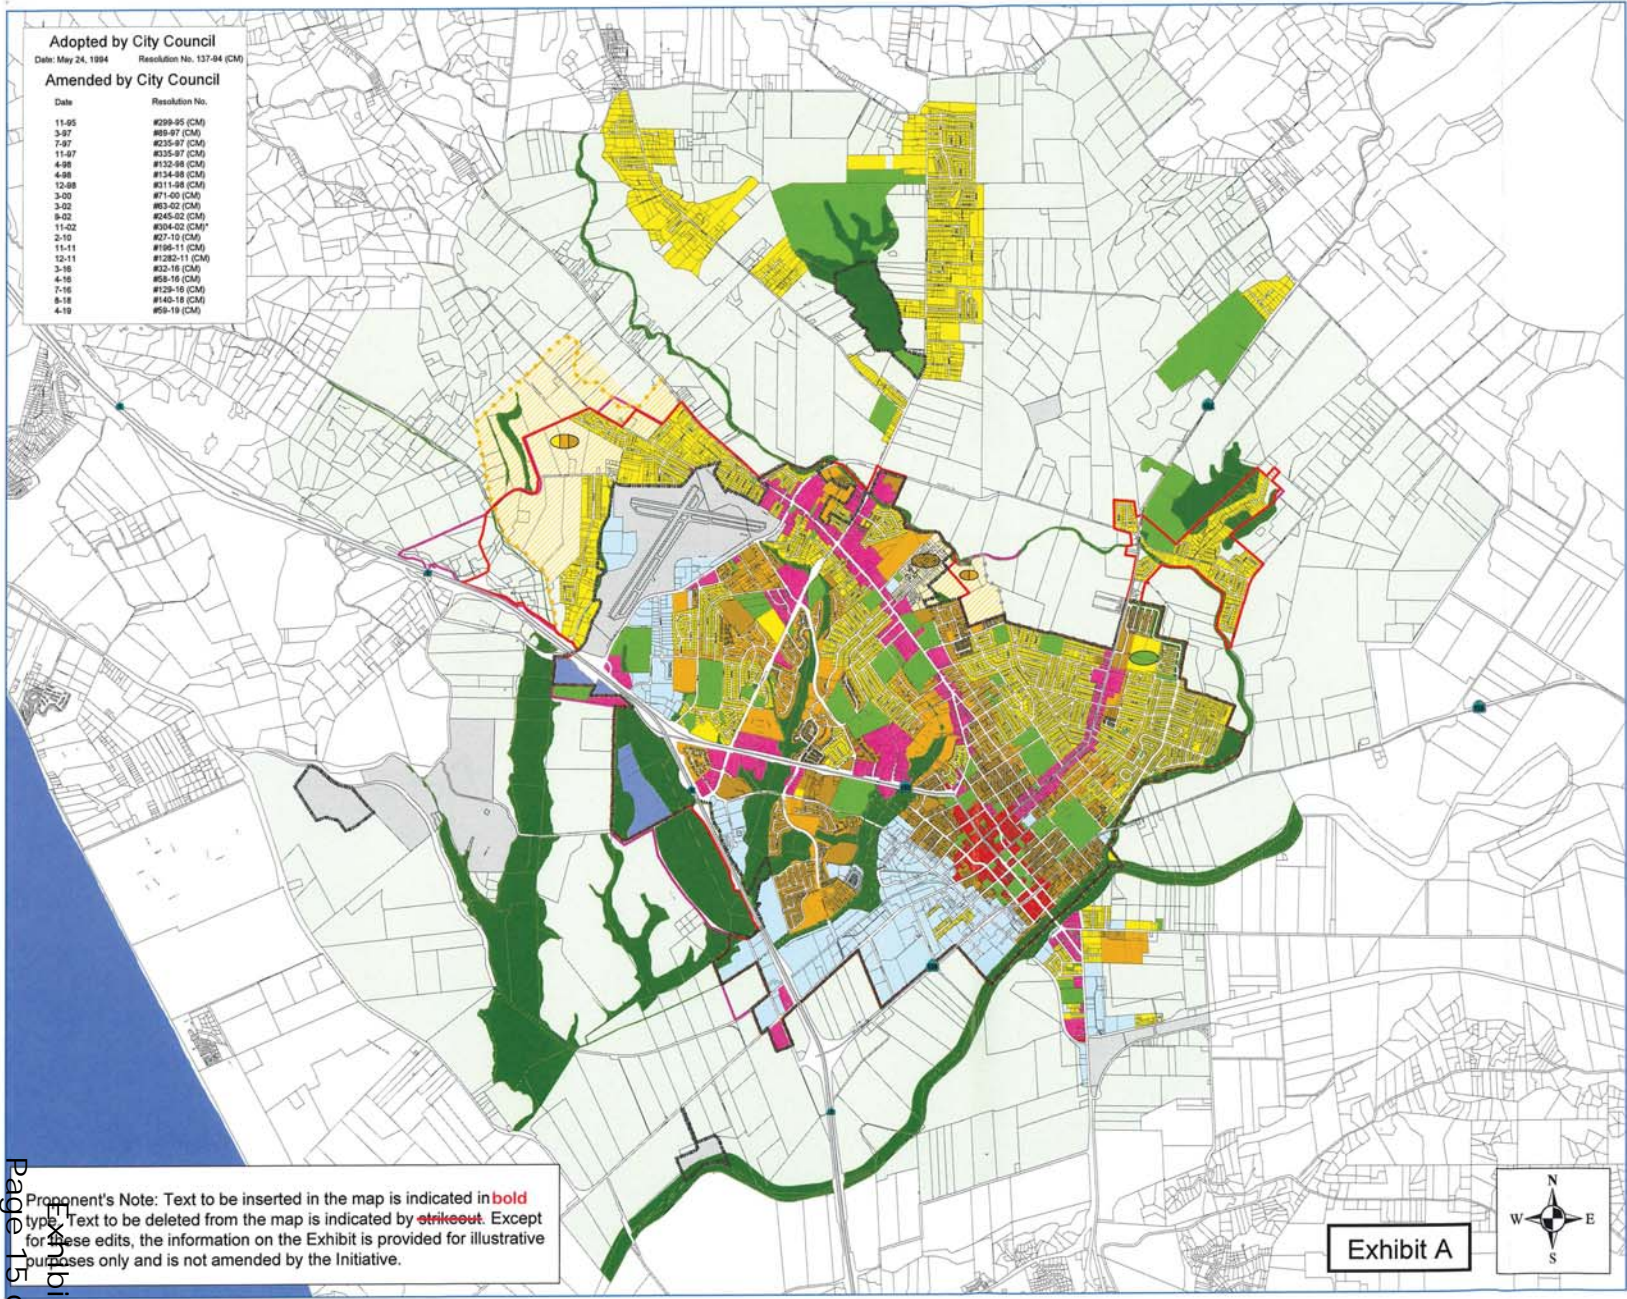 Adopted by City Council
Date: May 24, 1994 Resolution No. 137-94 (CM)
Amended by City Council
Date Resolution No.
11-95 #299-95 (CM)
3-97 #89-97 (CM)
7-97 #235-97 (CM)
11-97 #335-97 (CM)
4-98 #132-98 (CM)
4-98 #134-98 (CM)
12-98 #311-98 (CM)
3-00 #71-00 (CM)
3-02 #63-02 (CM)
9-02 #245-02 (CM)
11-02 #304-02 (CM)*
2-10 #27-10 (CM)
11-11 #196-11 (CM)
12-11 #1282-11 (CM)
3-16 #32-16 (CM)
4-16 #58-16 (CM)
7-16 #129-16 (CM)
8-18 #140-18 (CM)
4-19 #59-19 (CM)
Proponent's Note: Text to be inserted in the map is indicated in bold
type. Text to be deleted from the map is indicated by strikeout. Except
for these edits, the information on the Exhibit is provided for illustrative
purposes only and is not amended by the Initiative.
Exhibit A
N
W E
S
Page 15